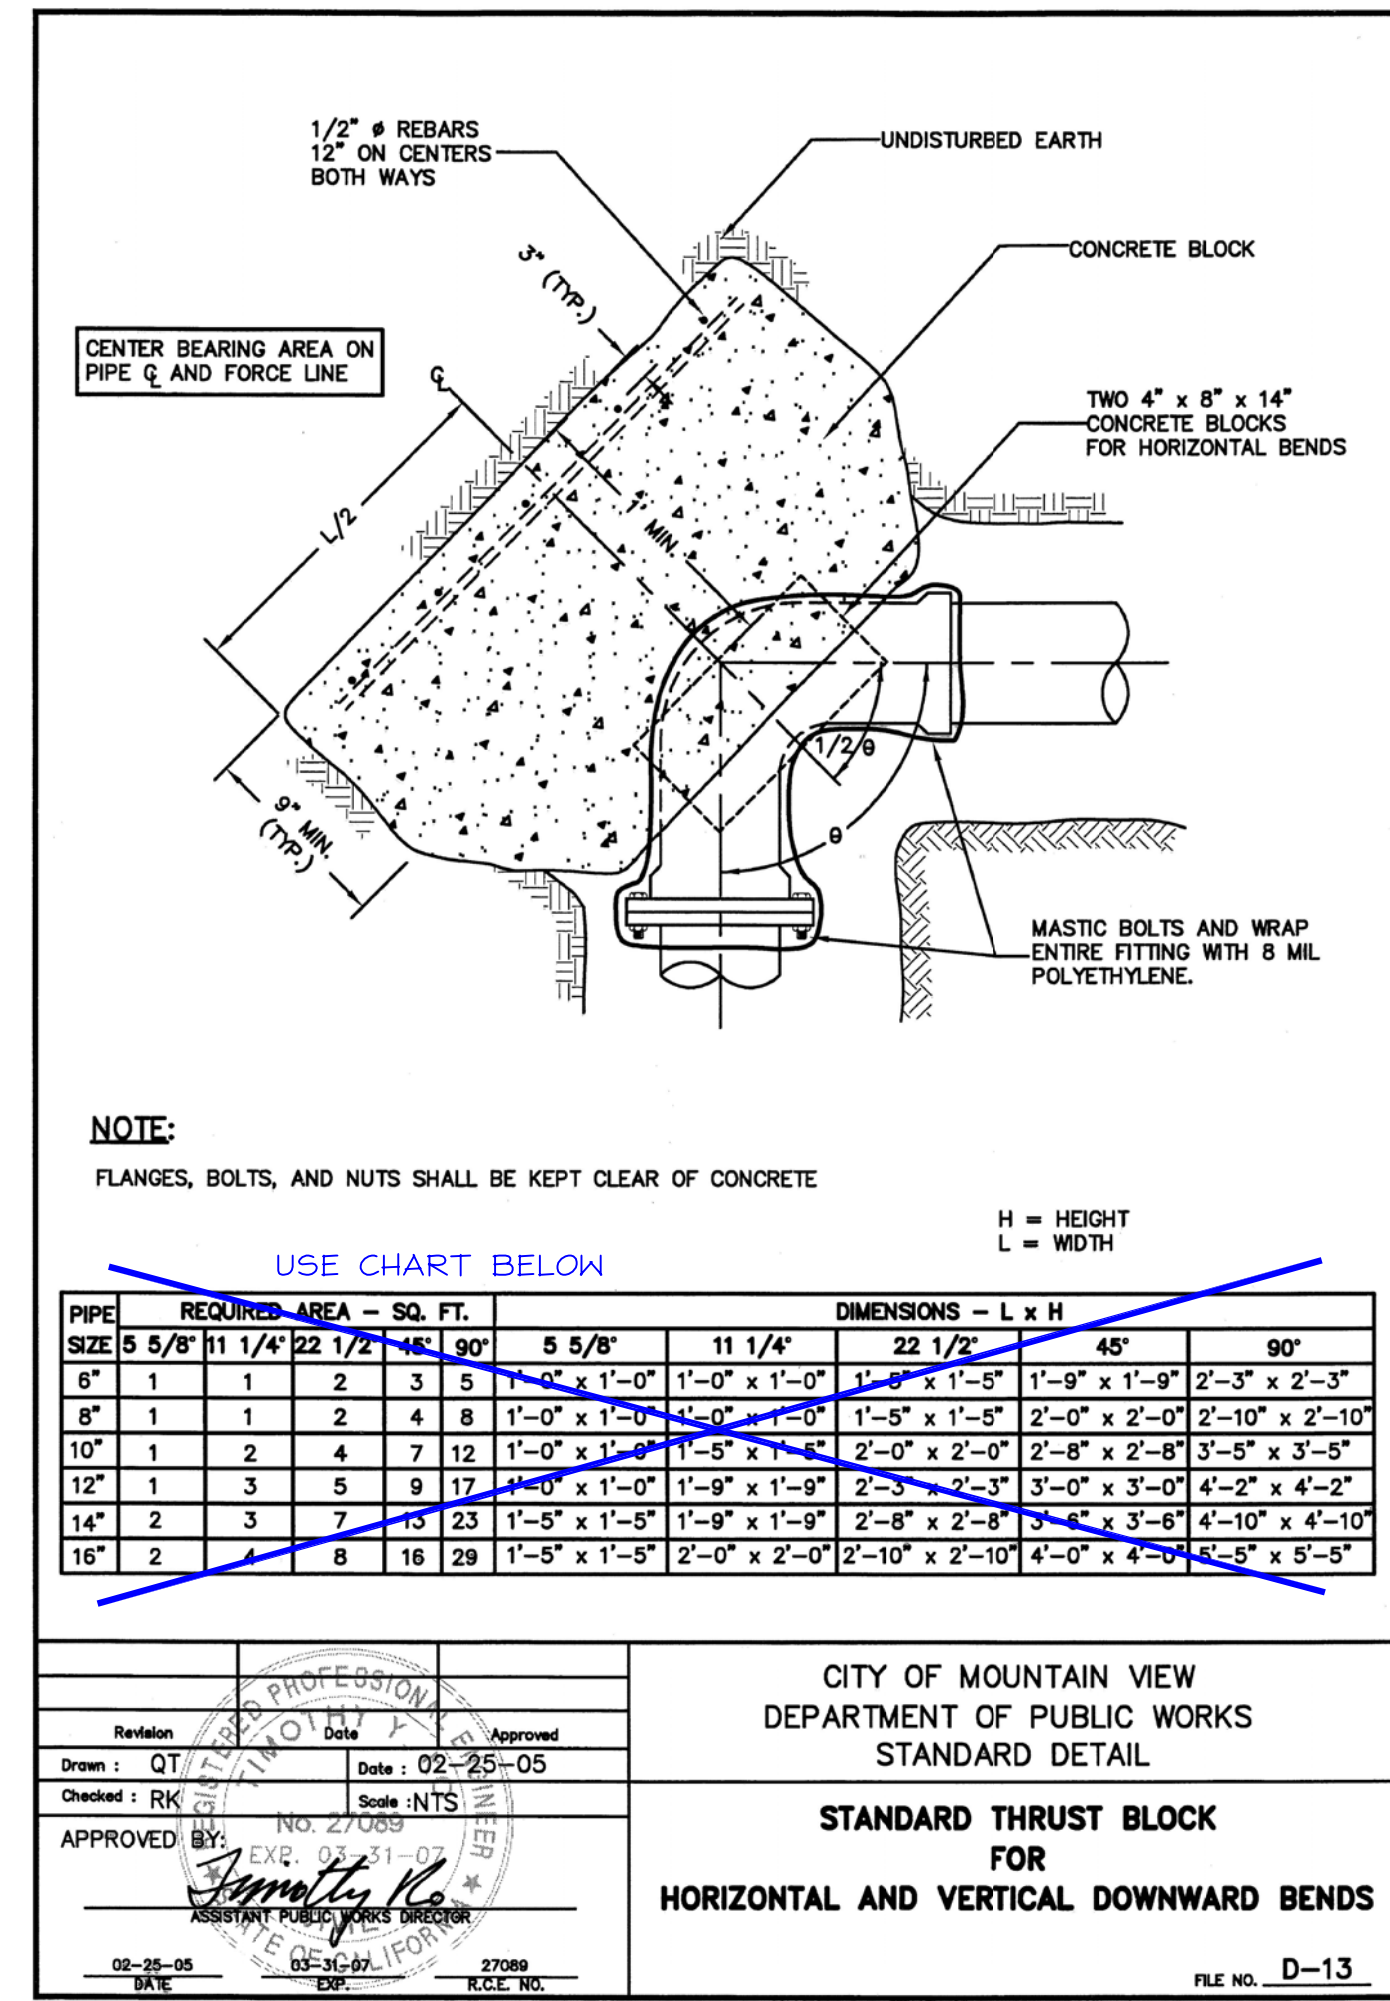 1/2" ø REBARS
12" ON CENTERS
BOTH WAYS
UNDISTURBED EARTH
3" (TYP.)
CONCRETE BLOCK
CENTER BEARING AREA ON
PIPE ℄ AND FORCE LINE
℄
TWO 4" x 8" x 14"
CONCRETE BLOCKS
FOR HORIZONTAL BENDS
L/2
1' MIN.
1/2 θ
9" MIN.
(TYP.)
θ
MASTIC BOLTS AND WRAP
ENTIRE FITTING WITH 8 MIL
POLYETHYLENE.
NOTE:
FLANGES, BOLTS, AND NUTS SHALL BE KEPT CLEAR OF CONCRETE
H = HEIGHT
L = WIDTH
USE CHART BELOW
PIPE REQUIRED AREA – SQ. FT. DIMENSIONS – L x H
SIZE 5 5/8° 11 1/4° 22 1/2° 45° 90° 5 5/8° 11 1/4° 22 1/2° 45° 90°
6" 1 1 2 3 5 1'–0" x 1'–0" 1'–0" x 1'–0" 1'–5" x 1'–5" 1'–9" x 1'–9" 2'–3" x 2'–3"
8" 1 1 2 4 8 1'–0" x 1'–0" 1'–0" x 1'–0" 1'–5" x 1'–5" 2'–0" x 2'–0" 2'–10" x 2'–10"
10" 1 2 4 7 12 1'–0" x 1'–0" 1'–5" x 1'–5" 2'–0" x 2'–0" 2'–8" x 2'–8" 3'–5" x 3'–5"
12" 1 3 5 9 17 1'–0" x 1'–0" 1'–9" x 1'–9" 2'–3" x 2'–3" 3'–0" x 3'–0" 4'–2" x 4'–2"
14" 2 3 7 13 23 1'–5" x 1'–5" 1'–9" x 1'–9" 2'–8" x 2'–8" 3'–6" x 3'–6" 4'–10" x 4'–10"
16" 2 4 8 16 29 1'–5" x 1'–5" 2'–0" x 2'–0" 2'–10" x 2'–10" 4'–0" x 4'–0" 5'–5" x 5'–5"
Revision Date Approved
Drawn : QT Date : 02–25–05
Checked : RK Scale : NTS
APPROVED BY:
Timothy Ko
ASSISTANT PUBLIC WORKS DIRECTOR
02–25–05 03–31–07 27089
DATE EXP. R.C.E. NO.
REGISTERED PROFESSIONAL ENGINEER
TIMOTHY Y.
No. 27089
EXP. 03–31–07
STATE OF CALIFORNIA
CITY OF MOUNTAIN VIEW
DEPARTMENT OF PUBLIC WORKS
STANDARD DETAIL
STANDARD THRUST BLOCK
FOR
HORIZONTAL AND VERTICAL DOWNWARD BENDS
FILE NO. D–13